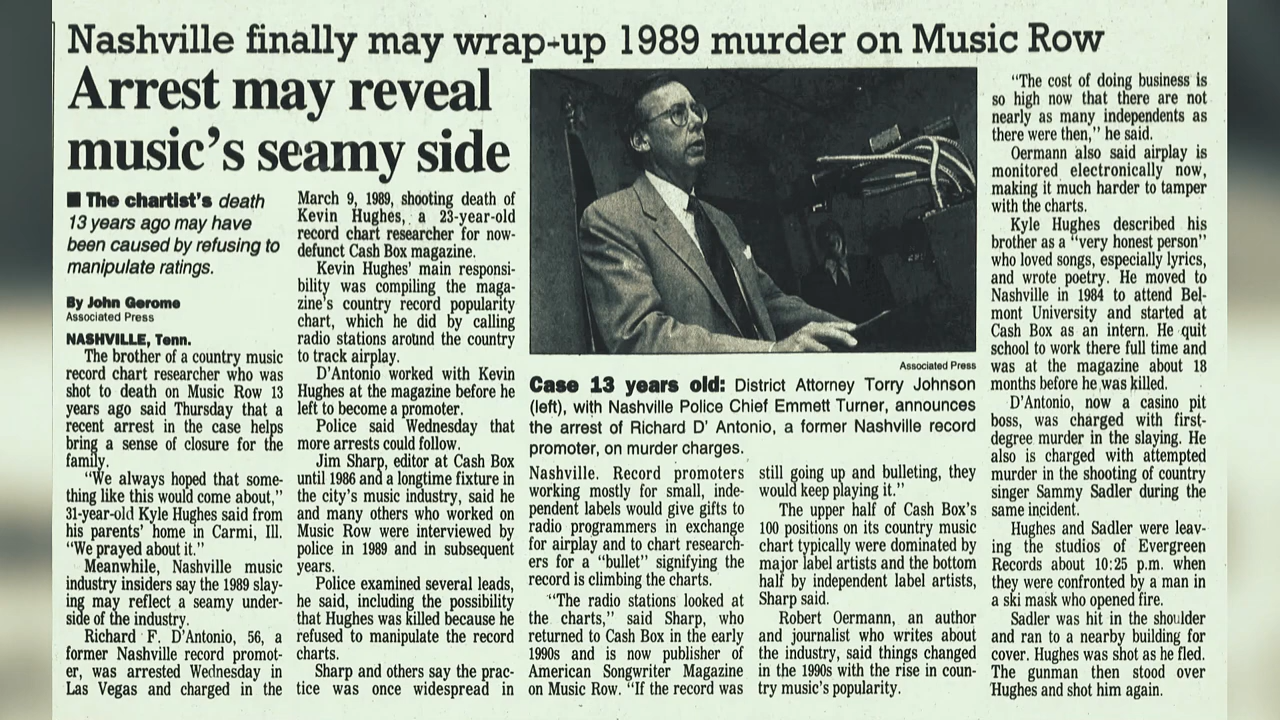 Nashville finally may wrap-up 1989 murder on Music Row
Arrest may reveal
music's seamy side
■ The chartist's death
13 years ago may have
been caused by refusing to
manipulate ratings.
By John Gerome
Associated Press
NASHVILLE, Tenn.
The brother of a country music
record chart researcher who was
shot to death on Music Row 13
years ago said Thursday that a
recent arrest in the case helps
bring a sense of closure for the
family.
"We always hoped that some-
thing like this would come about,"
31-year-old Kyle Hughes said from
his parents' home in Carmi, Ill.
"We prayed about it."
Meanwhile, Nashville music
industry insiders say the 1989 slay-
ing may reflect a seamy under-
side of the industry.
Richard F. D'Antonio, 56, a
former Nashville record promot-
er, was arrested Wednesday in
Las Vegas and charged in the
March 9, 1989, shooting death of
Kevin Hughes, a 23-year-old
record chart researcher for now-
defunct Cash Box magazine.
Kevin Hughes' main responsi-
bility was compiling the maga-
zine's country record popularity
chart, which he did by calling
radio stations around the country
to track airplay.
D'Antonio worked with Kevin
Hughes at the magazine before he
left to become a promoter.
Police said Wednesday that
more arrests could follow.
Jim Sharp, editor at Cash Box
until 1986 and a longtime fixture in
the city's music industry, said he
and many others who worked on
Music Row were interviewed by
police in 1989 and in subsequent
years.
Police examined several leads,
he said, including the possibility
that Hughes was killed because he
refused to manipulate the record
charts.
Sharp and others say the prac-
tice was once widespread in
Associated Press
Case 13 years old: District Attorney Torry Johnson
(left), with Nashville Police Chief Emmett Turner, announces
the arrest of Richard D' Antonio, a former Nashville record
promoter, on murder charges.
Nashville. Record promoters
working mostly for small, inde-
pendent labels would give gifts to
radio programmers in exchange
for airplay and to chart research-
ers for a "bullet" signifying the
record is climbing the charts.
"The radio stations looked at
the charts," said Sharp, who
returned to Cash Box in the early
1990s and is now publisher of
American Songwriter Magazine
on Music Row. "If the record was
still going up and bulleting, they
would keep playing it."
The upper half of Cash Box's
100 positions on its country music
chart typically were dominated by
major label artists and the bottom
half by independent label artists,
Sharp said.
Robert Oermann, an author
and journalist who writes about
the industry, said things changed
in the 1990s with the rise in coun-
try music's popularity.
"The cost of doing business is
so high now that there are not
nearly as many independents as
there were then," he said.
Oermann also said airplay is
monitored electronically now,
making it much harder to tamper
with the charts.
Kyle Hughes described his
brother as a "very honest person"
who loved songs, especially lyrics,
and wrote poetry. He moved to
Nashville in 1984 to attend Bel-
mont University and started at
Cash Box as an intern. He quit
school to work there full time and
was at the magazine about 18
months before he was killed.
D'Antonio, now a casino pit
boss, was charged with first-
degree murder in the slaying. He
also is charged with attempted
murder in the shooting of country
singer Sammy Sadler during the
same incident.
Hughes and Sadler were leav-
ing the studios of Evergreen
Records about 10:25 p.m. when
they were confronted by a man in
a ski mask who opened fire.
Sadler was hit in the shoulder
and ran to a nearby building for
cover. Hughes was shot as he fled.
The gunman then stood over
Hughes and shot him again.